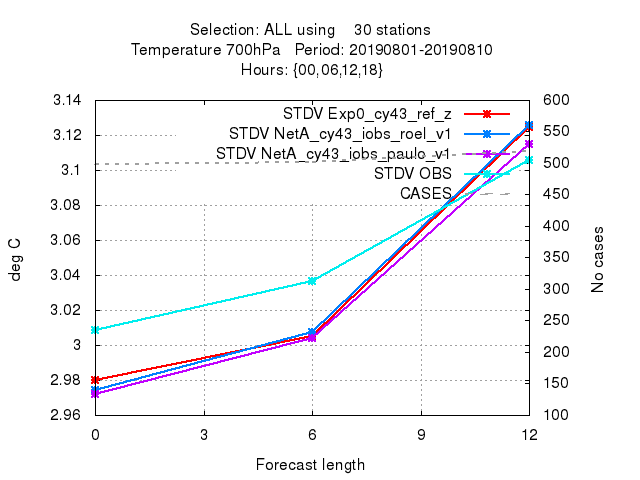 Selection: ALL using    30 stations
Temperature 700hPa   Period: 20190801-20190810
Hours: {00,06,12,18}
3.14
3.12
3.1
3.08
3.06
3.04
3.02
3
2.98
2.96
deg C
STDV Exp0_cy43_ref_z
STDV NetA_cy43_iobs_roel_v1
STDV NetA_cy43_iobs_paulo_v1
STDV OBS
CASES
600
550
500
450
400
350
300
250
200
150
100
No cases
0 3 6 9 12
Forecast length